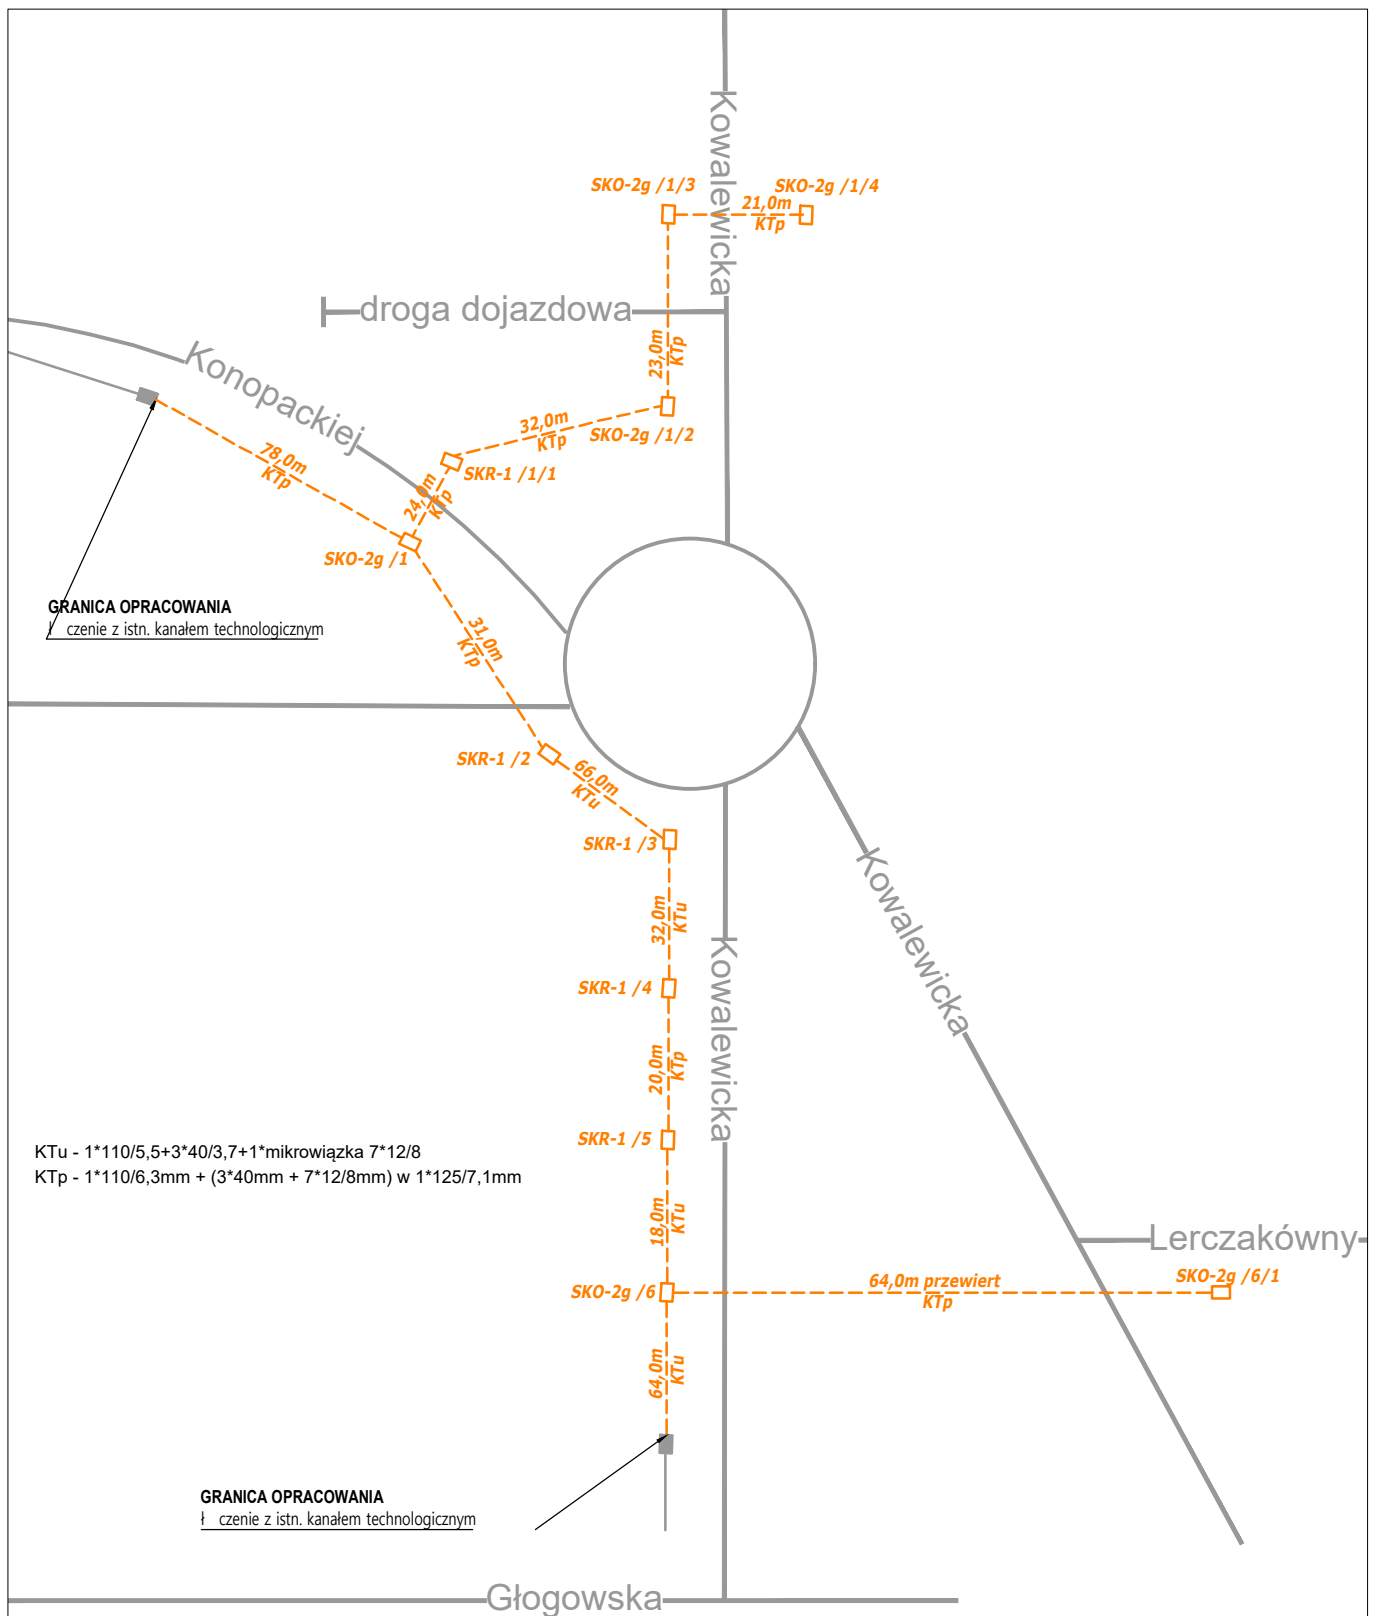 Kowalewicka
SKO-2g /1/3
SKO-2g /1/4
21,0m
KTp
droga dojazdowa
23,0m
KTp
Konopackiej
32,0m
KTp
SKO-2g /1/2
78,0m
KTp
SKR-1 /1/1
24,0m
KTp
SKO-2g /1
GRANICA OPRACOWANIA
ł czenie z istn. kanałem technologicznym
31,0m
KTp
SKR-1 /2
66,0m
KTu
SKR-1 /3
Kowalewicka
32,0m
KTu
Kowalewicka
SKR-1 /4
20,0m
KTp
SKR-1 /5
KTu - 1*110/5,5+3*40/3,7+1*mikrowiązka 7*12/8
KTp - 1*110/6,3mm + (3*40mm + 7*12/8mm) w 1*125/7,1mm
18,0m
KTu
Lerczakówny
SKO-2g /6
64,0m przewiert
KTp
SKO-2g /6/1
64,0m
KTu
GRANICA OPRACOWANIA
ł czenie z istn. kanałem technologicznym
Głogowska